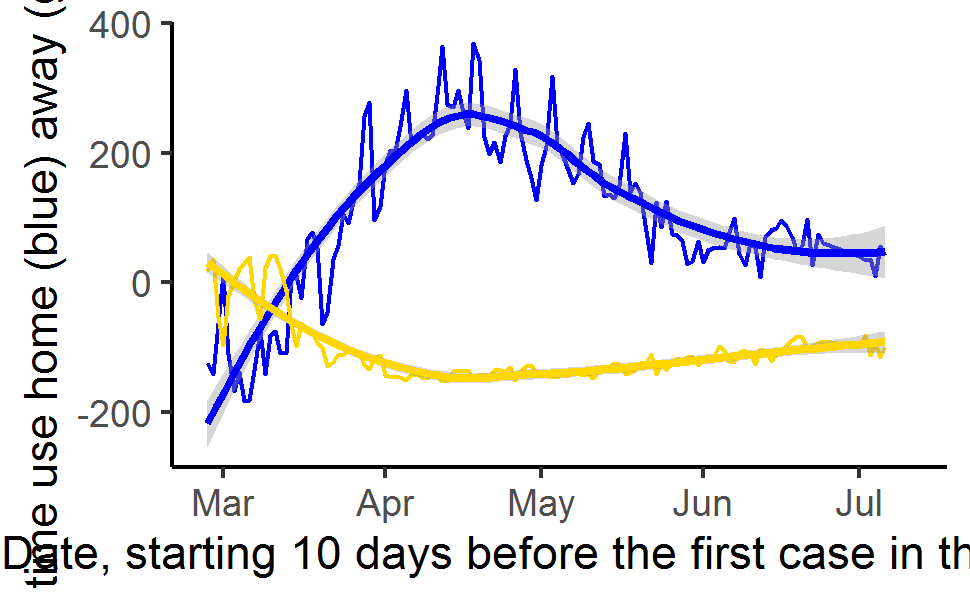 time use home (blue) away (
400
200
0
-200
Mar Apr May Jun Jul
Date, starting 10 days before the first case in th